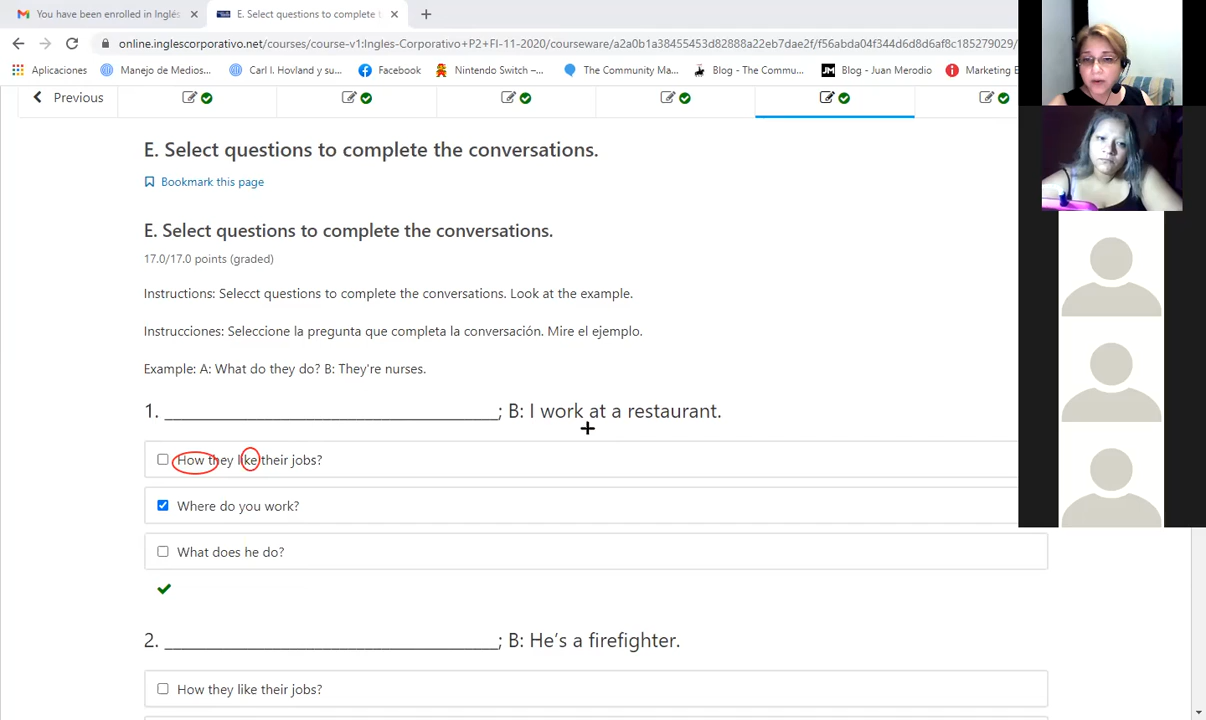 You have been enrolled in Inglés
E. Select questions to complete t
online.inglescorporativo.net/courses/course-v1:Ingles-Corporativo+P2+FI-11-2020/courseware/a2a0b1a38455453d82888a22eb7dae2f/f56abda04f344d6d8d6af8c185279029/
Aplicaciones
Manejo de Medios...
Carl I. Hovland y su...
Facebook
Nintendo Switch –...
The Community Ma...
Blog - The Commu...
JM Blog - Juan Merodio
Marketing E
Previous
E. Select questions to complete the conversations.
Bookmark this page
E. Select questions to complete the conversations.
17.0/17.0 points (graded)
Instructions: Selecct questions to complete the conversations. Look at the example.
Instrucciones: Seleccione la pregunta que completa la conversación. Mire el ejemplo.
Example: A: What do they do? B: They're nurses.
1. ________________________________; B: I work at a restaurant.
How they like their jobs?
Where do you work?
What does he do?
2. ________________________________; B: He's a firefighter.
How they like their jobs?